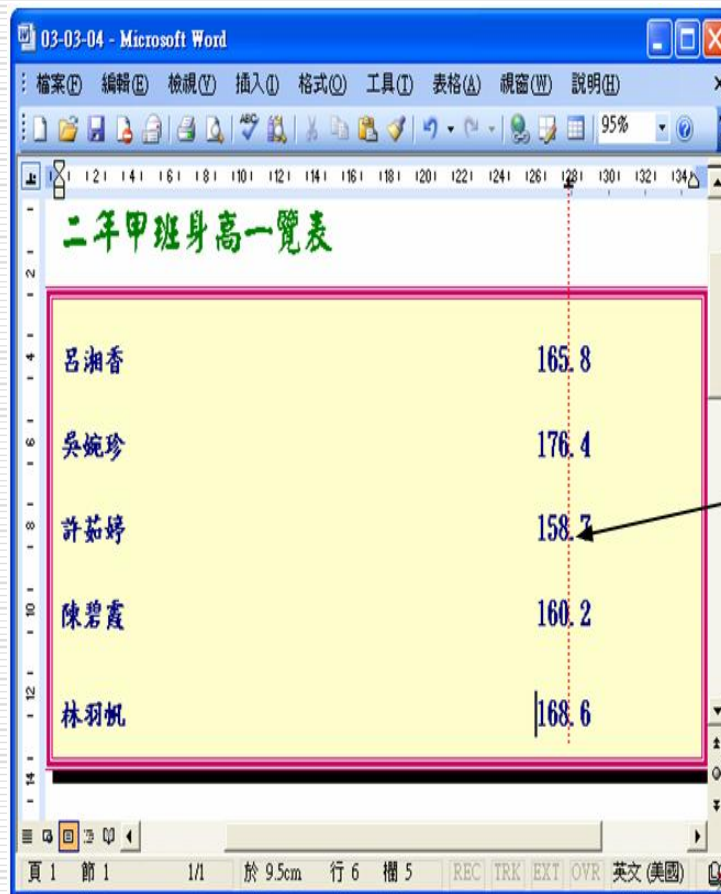 03-03-04 - Microsoft Word
檔案(F) 編輯(E) 檢視(V) 插入(I) 格式(O) 工具(T) 表格(A) 視窗(W) 說明(H)
95%
二年甲班身高一覽表
呂湘香 165.8
吳婉珍 176.4
許茹婷 158.7
陳碧霞 160.2
林羽帆 168.6
頁 1 節 1 1/1 於 9.5cm 行 6 欄 5 REC TRK EXT OVR 英文 (美國)